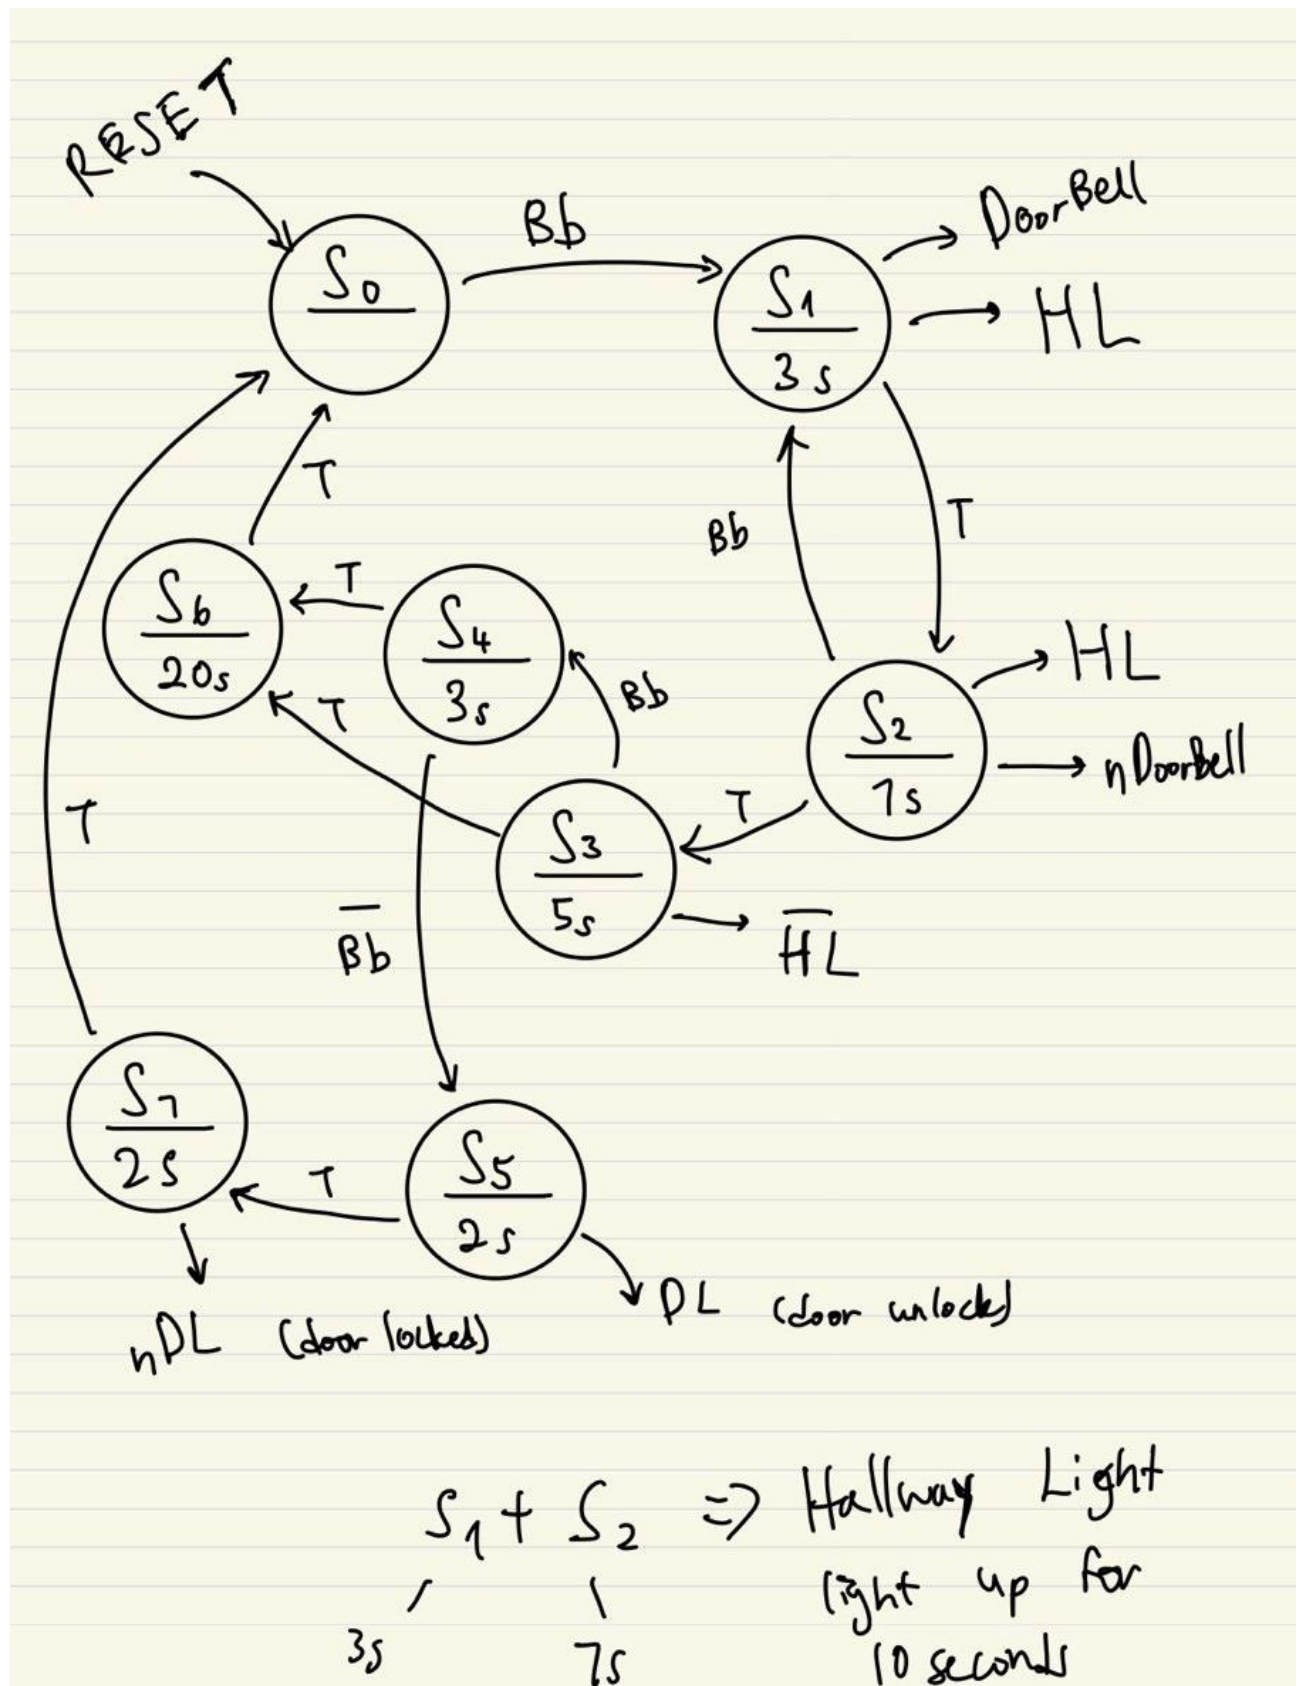 RESET
S0
Bb
S1
3s
DoorBell
HL
T
Bb
T
S6
20s
T
S4
3s
Bb
T
S2
7s
HL
nDoorbell
T
S3
5s
H̅L̅
T
B̅b̅
S7
2s
T
S5
2s
nDL (door locked)
DL (door unlock)
S1 + S2 => Hallway Light
light up for
3s 7s 10 seconds